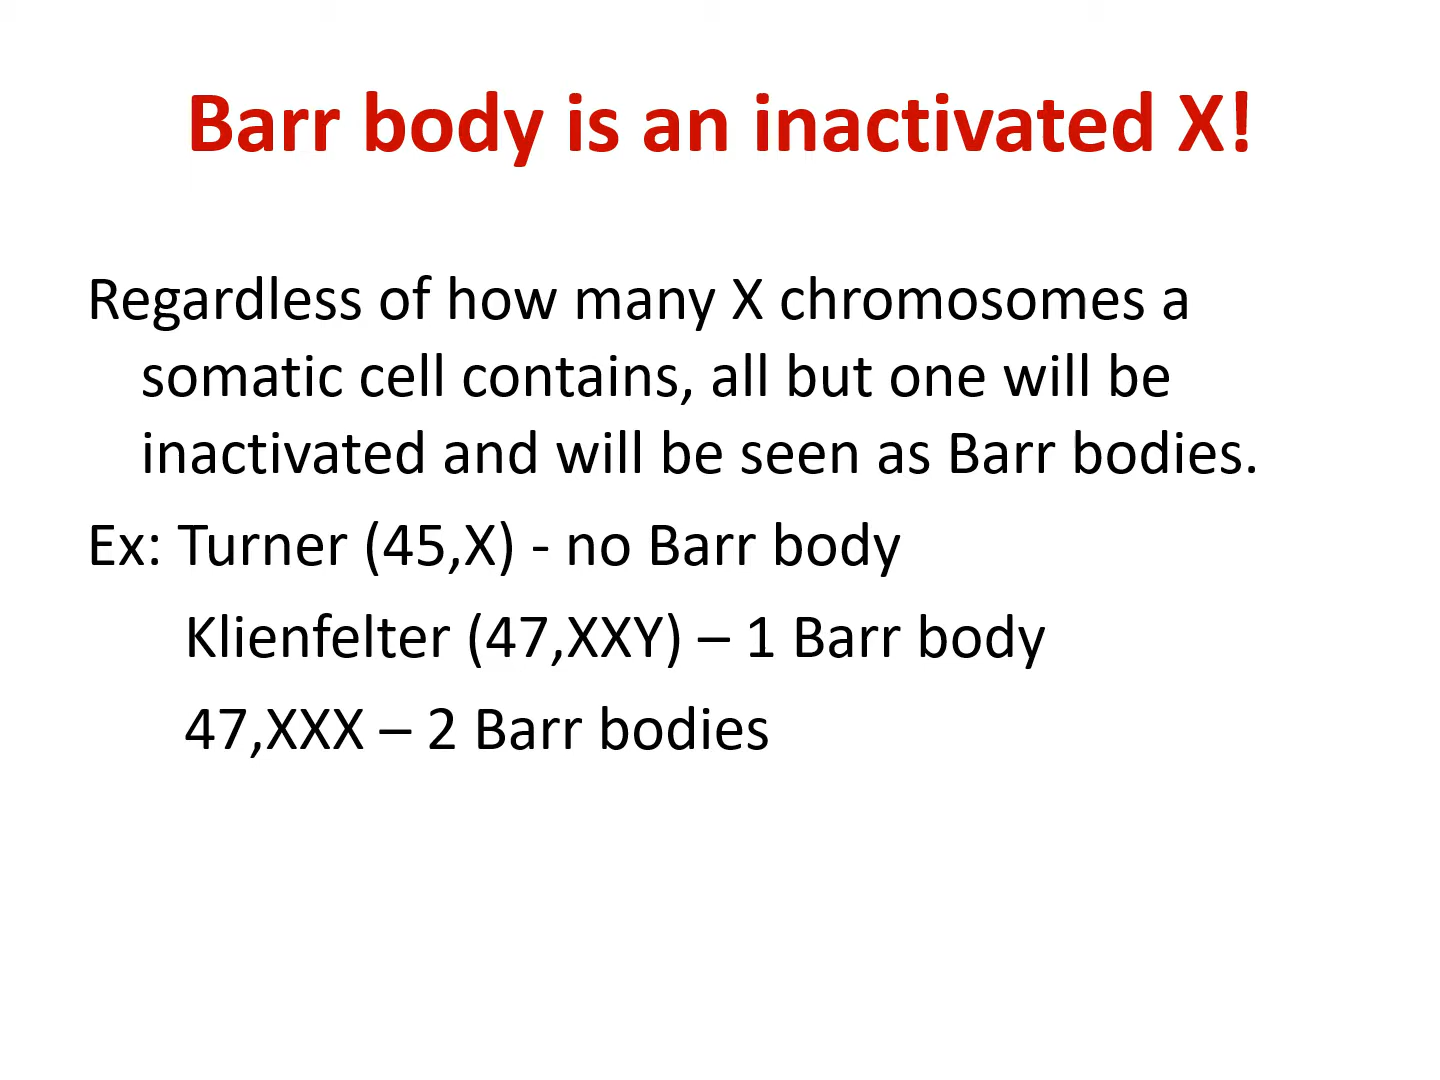 Barr body is an inactivated X!
Regardless of how many X chromosomes a
somatic cell contains, all but one will be
inactivated and will be seen as Barr bodies.
Ex: Turner (45,X) - no Barr body
Klienfelter (47,XXY) – 1 Barr body
47,XXX – 2 Barr bodies